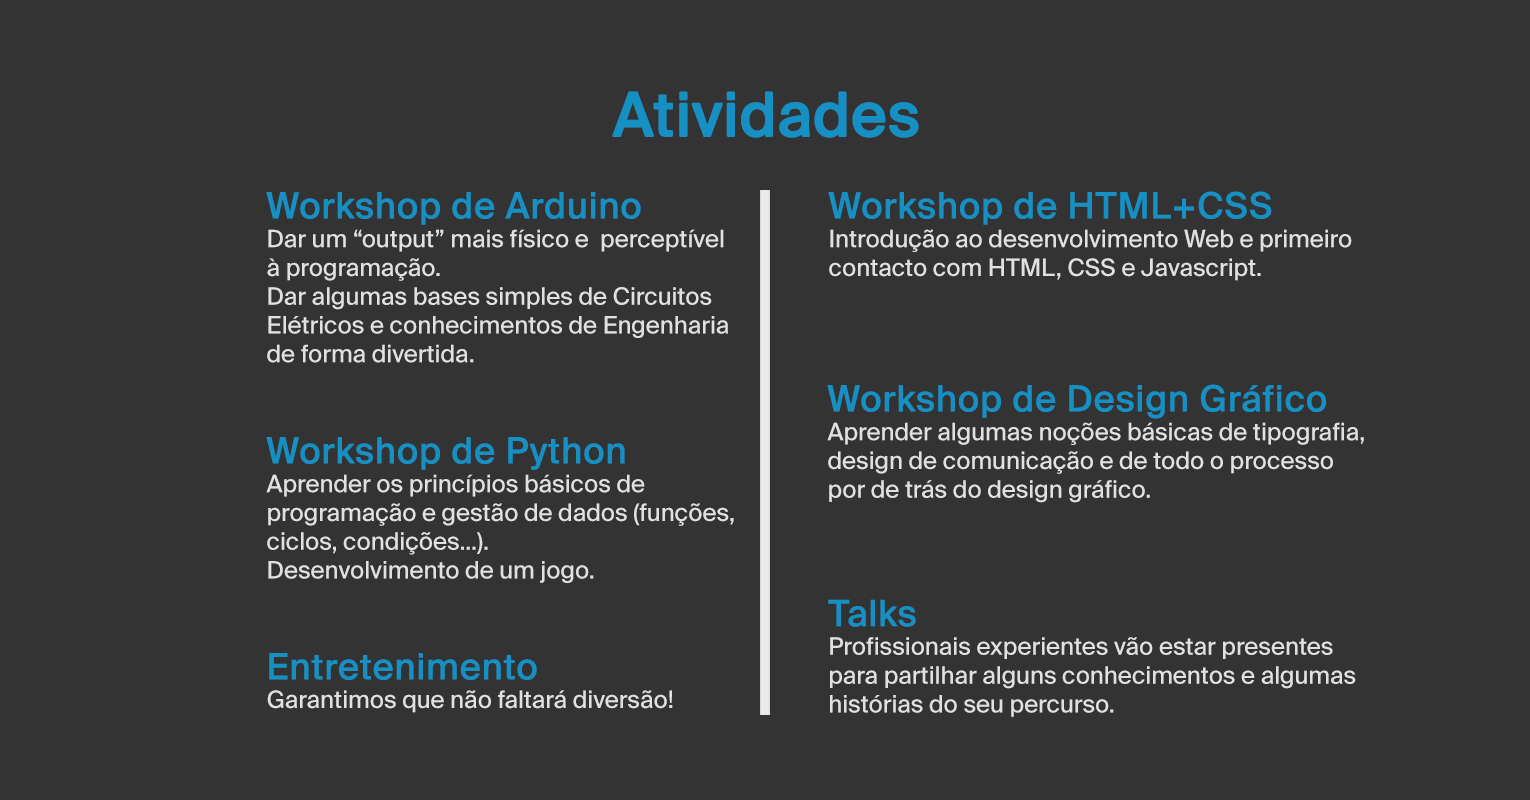 Atividades
Workshop de Arduino
Dar um “output” mais físico e  perceptível
à programação.
Dar algumas bases simples de Circuitos
Elétricos e conhecimentos de Engenharia
de forma divertida.
Workshop de Python
Aprender os princípios básicos de
programação e gestão de dados (funções,
ciclos, condições...).
Desenvolvimento de um jogo.
Entretenimento
Garantimos que não faltará diversão!
Workshop de HTML+CSS
Introdução ao desenvolvimento Web e primeiro
contacto com HTML, CSS e Javascript.
Workshop de Design Gráfico
Aprender algumas noções básicas de tipografia,
design de comunicação e de todo o processo
por de trás do design gráfico.
Talks
Profissionais experientes vão estar presentes
para partilhar alguns conhecimentos e algumas
histórias do seu percurso.